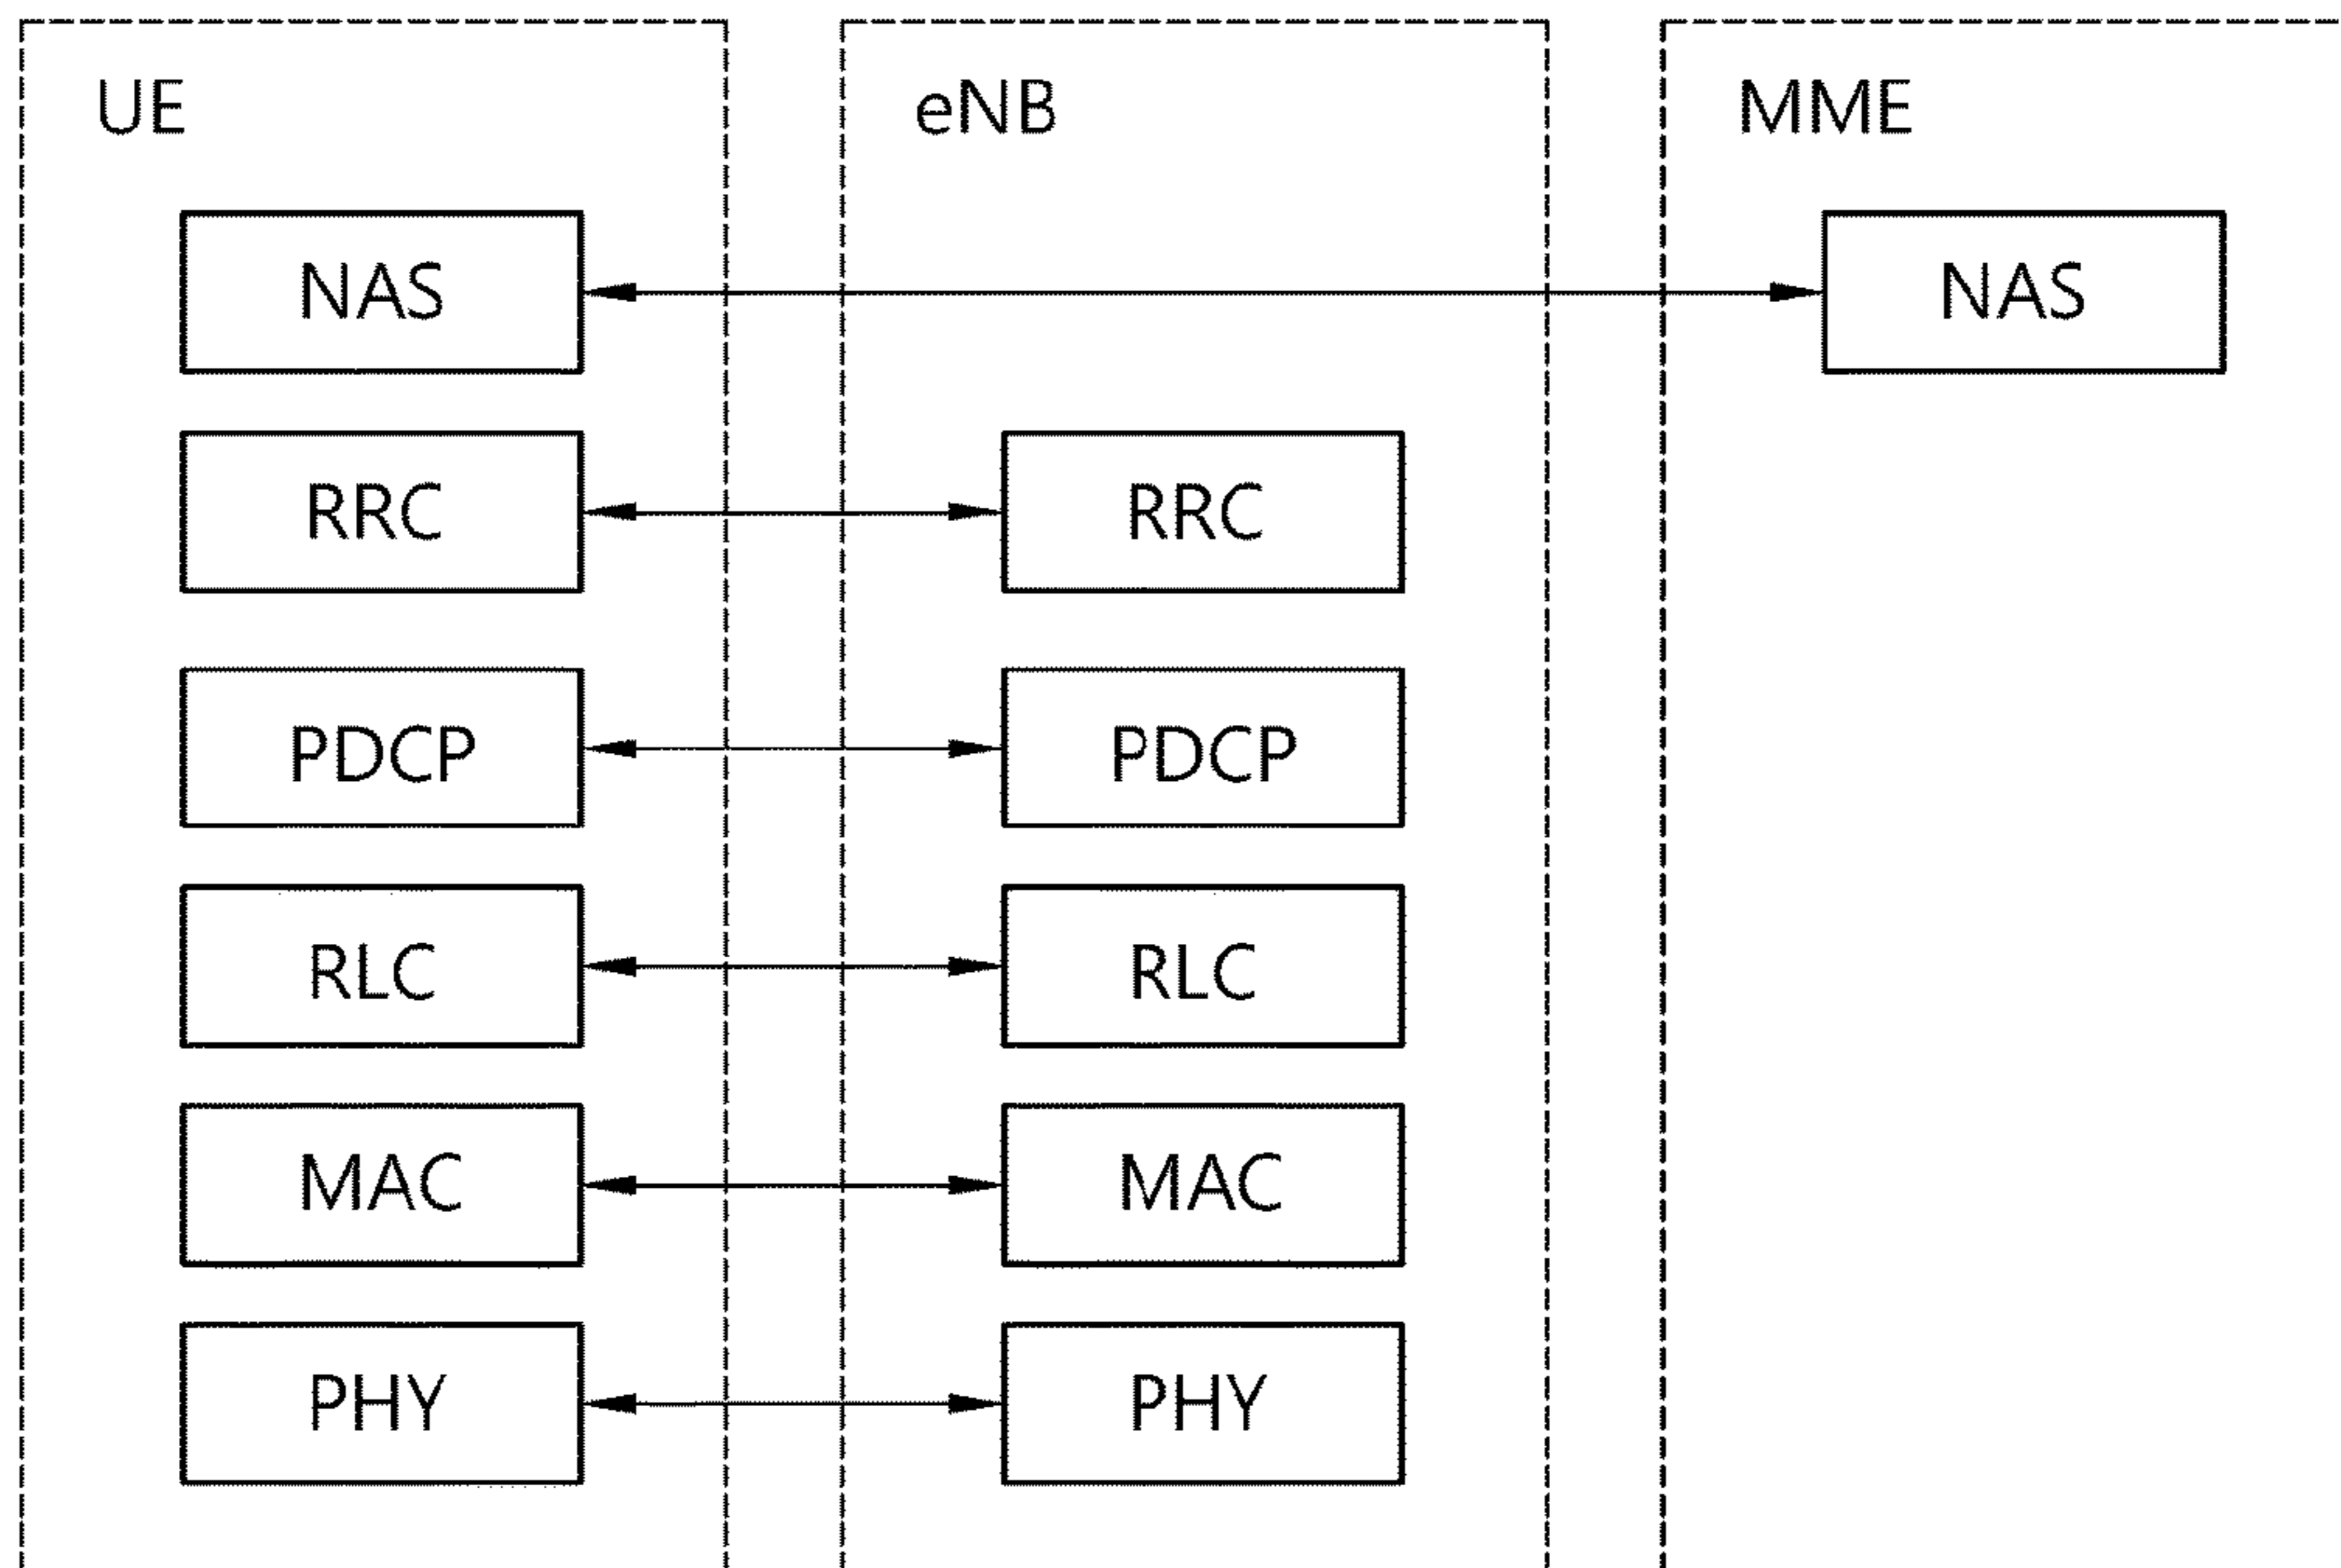 UE
eNB
MME
NAS
NAS
RRC
RRC
PDCP
PDCP
RLC
RLC
MAC
MAC
PHY
PHY